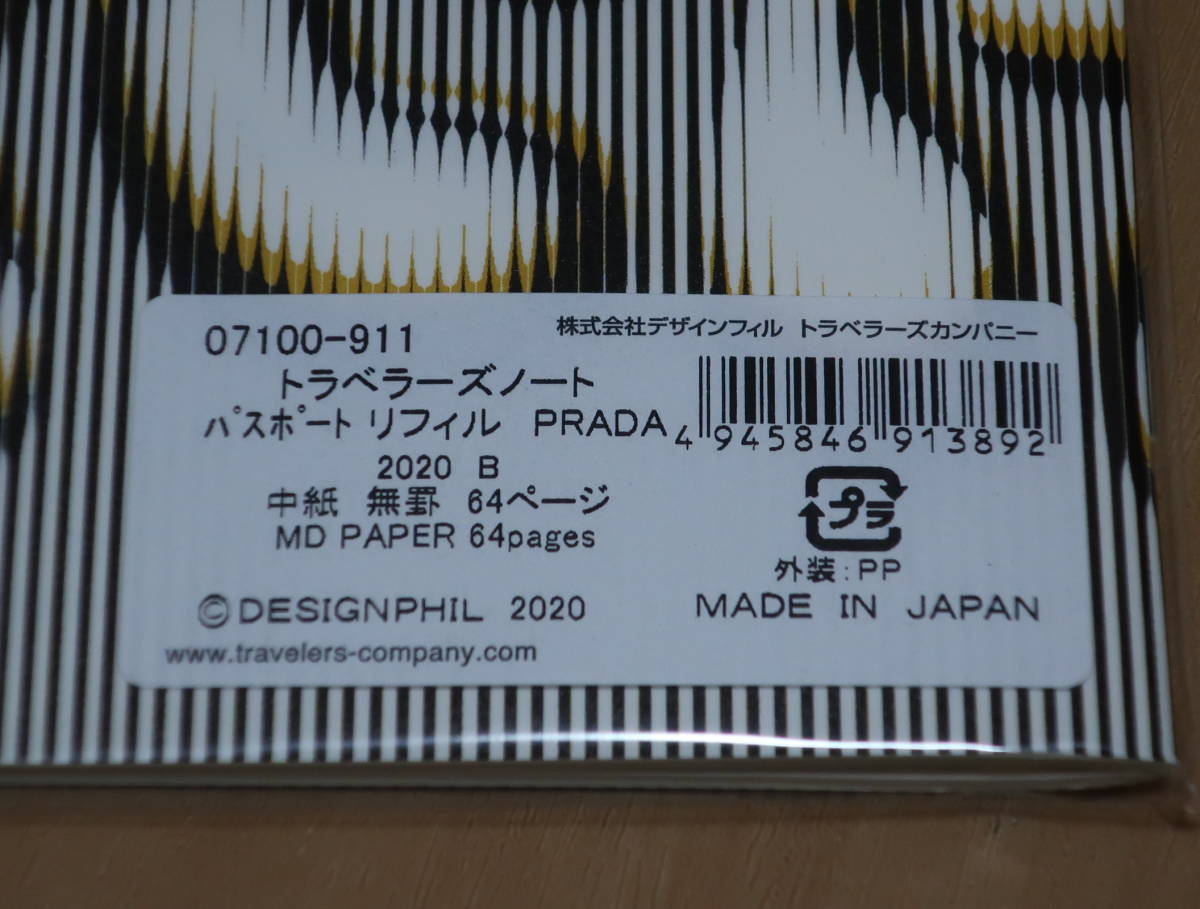 07100-911
株式会社デザインフィル トラベラーズカンパニー
トラベラーズノート
パスポート リフィル PRADA
4 945846 913892
2020 B
中紙 無罫 64ページ
MD PAPER 64pages
プラ
外装:PP
©DESIGNPHIL 2020
MADE IN JAPAN
www.travelers-company.com